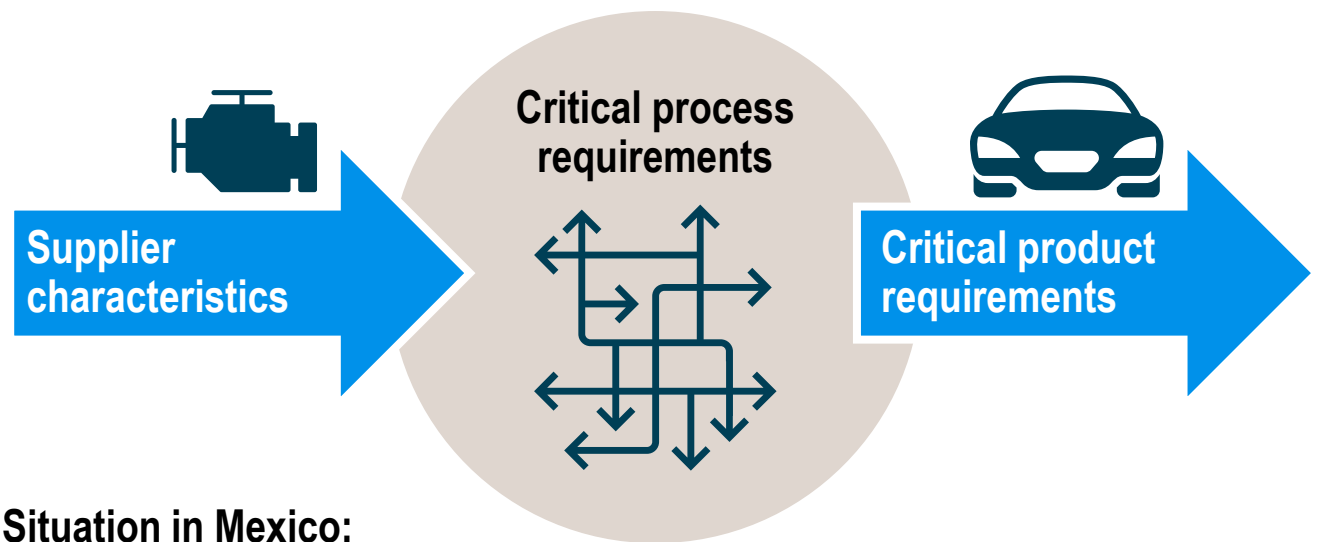 Critical process
requirements
Supplier
characteristics
Critical product
requirements
Situation in Mexico: